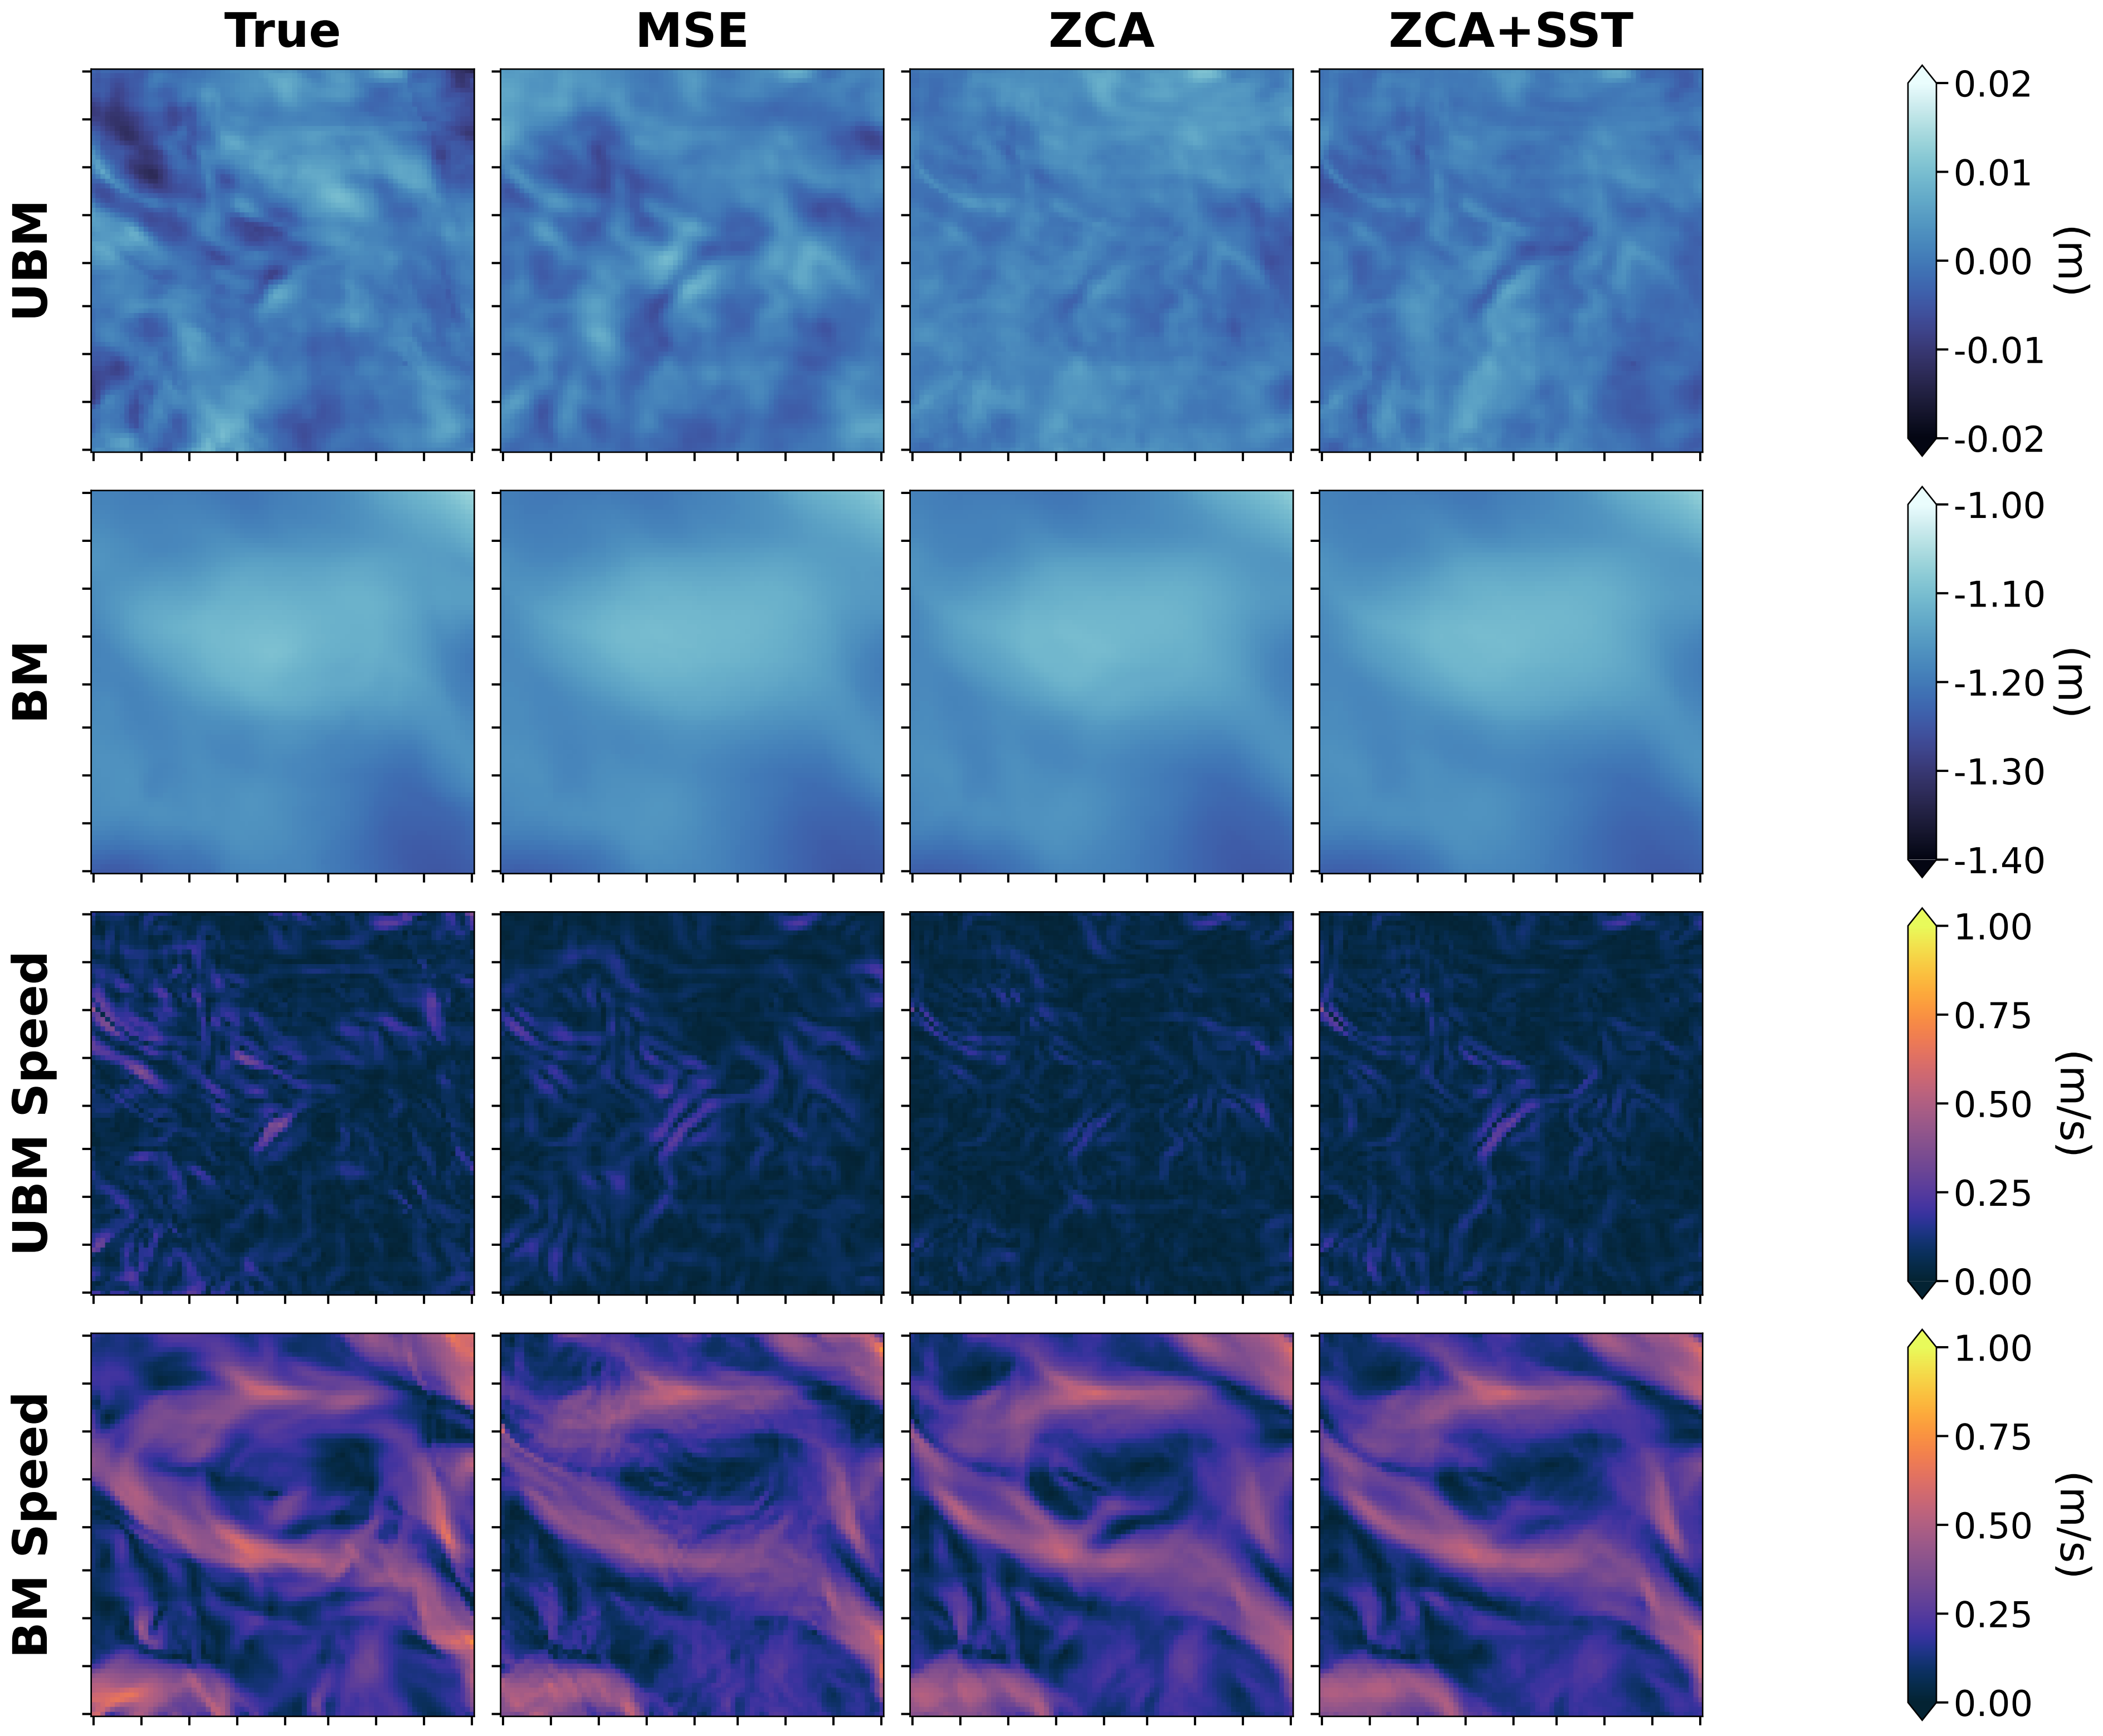 True MSE ZCA ZCA+SST
UBM
0.02
0.01
0.00
-0.01
-0.02
(m)
BM
-1.00
-1.10
-1.20
-1.30
-1.40
(m)
UBM Speed
1.00
0.75
0.50
0.25
0.00
(m/s)
BM Speed
1.00
0.75
0.50
0.25
0.00
(m/s)